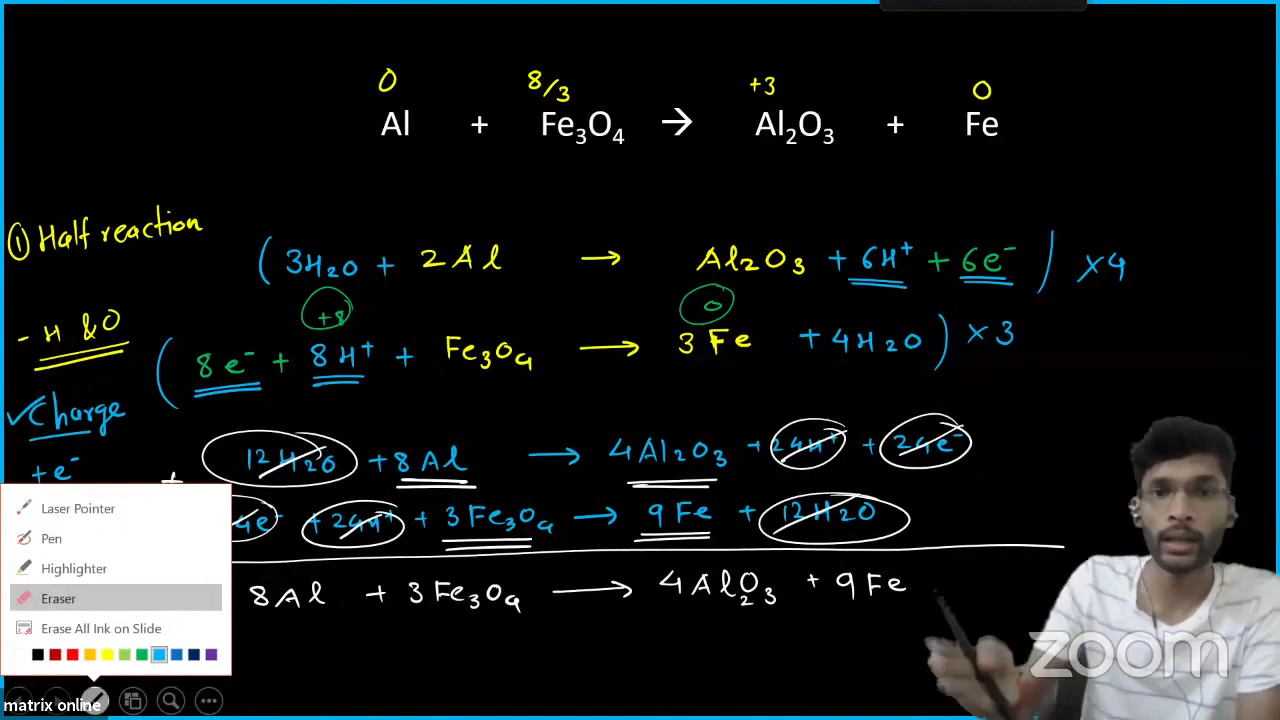 0 8/3 +3 0
Al + Fe₃O₄ → Al₂O₃ + Fe
① Half reaction
(3H₂O + 2Al → Al₂O₃ + 6H⁺ + 6e⁻) ×4
+8 0
- H & O
(8e⁻ + 8H⁺ + Fe₃O₄ → 3Fe + 4H₂O) ×3
✓Charge
+e⁻
12H₂O + 8Al → 4Al₂O₃ + 24H⁺ + 24e⁻
+
4e⁻ + 24H⁺ + 3Fe₃O₄ → 9Fe + 12H₂O
8Al + 3Fe₃O₄ → 4Al₂O₃ + 9Fe
Laser Pointer
Pen
Highlighter
Eraser
Erase All Ink on Slide
matrix online
zoom